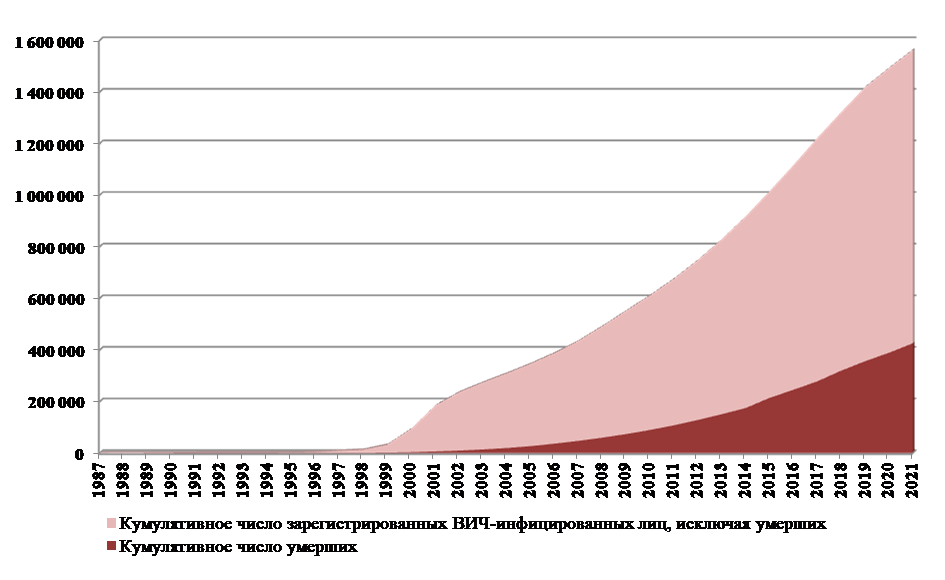 1 600 000
1 400 000
1 200 000
1 000 000
800 000
600 000
400 000
200 000
0
1987 1988 1989 1990 1991 1992 1993 1994 1995 1996 1997 1998 1999 2000 2001 2002 2003 2004 2005 2006 2007 2008 2009 2010 2011 2012 2013 2014 2015 2016 2017 2018 2019 2020 2021
Кумулятивное число зарегистрированных ВИЧ-инфицированных лиц, исключая умерших
Кумулятивное число умерших